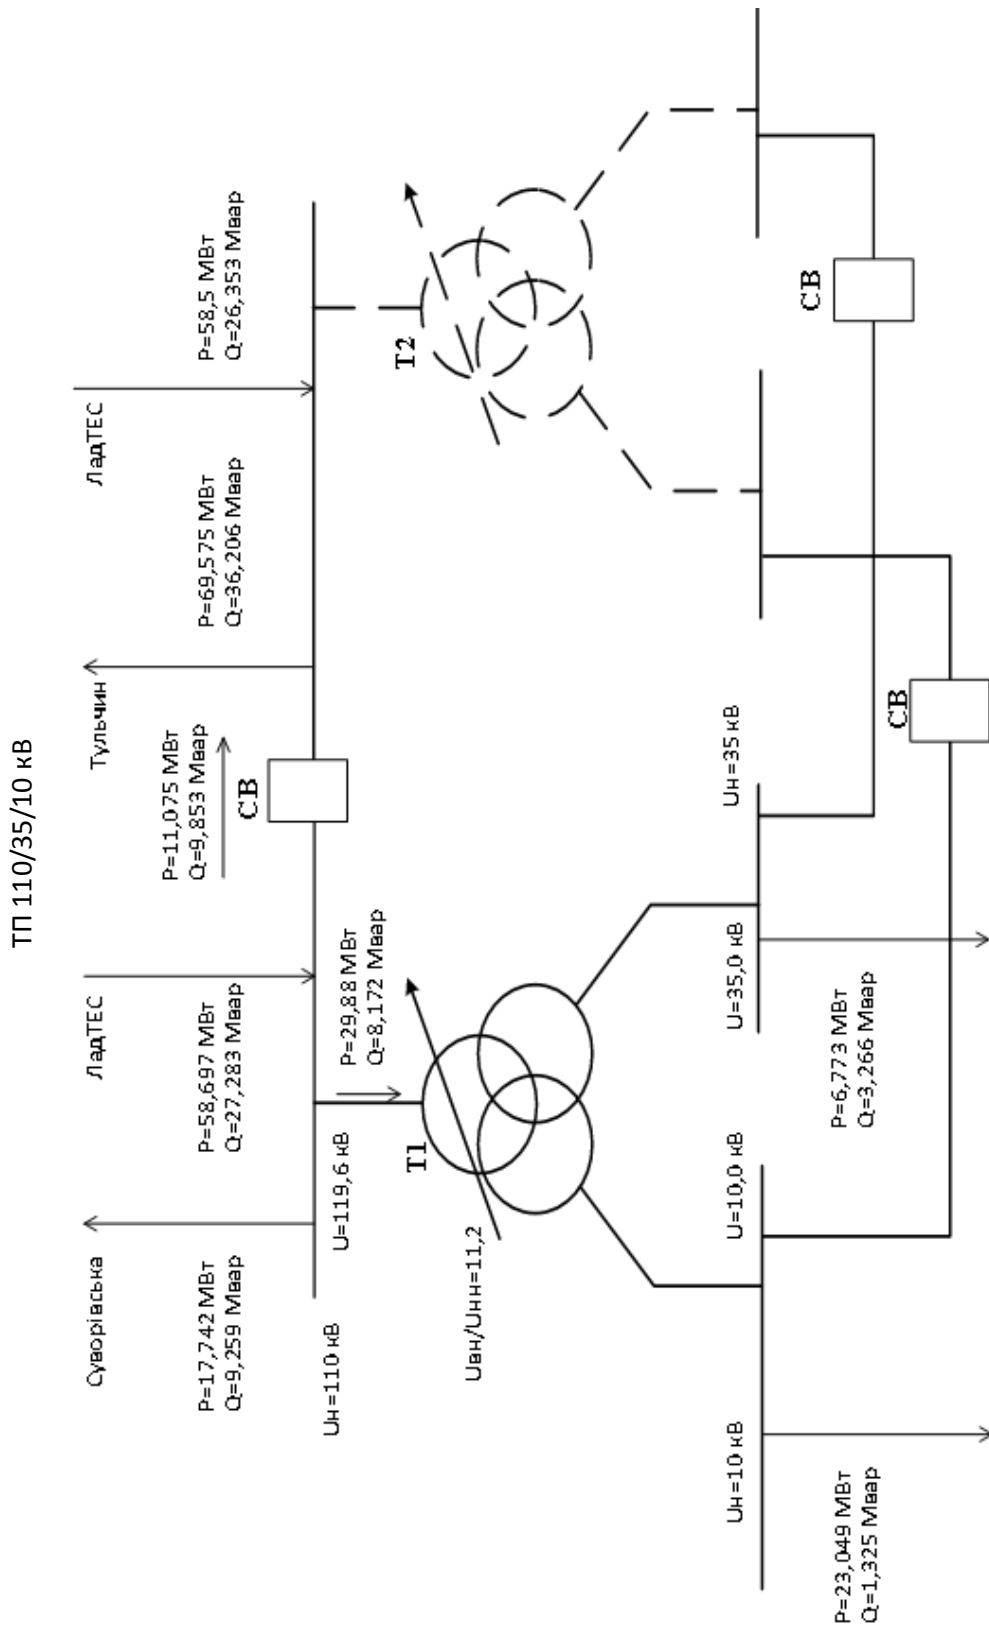 ТП 110/35/10 кВ
Суворівська
P=17,742 МВт
Q=9,259 Мвар
ЛадТЕС
P=58,697 МВт
Q=27,283 Мвар
P=11,075 МВт
Q=9,853 Мвар
СВ
Тульчин
P=69,575 МВт
Q=36,206 Мвар
ЛадТЕС
P=58,5 МВт
Q=26,353 Мвар
Uн=110 кВ
U=119,6 кВ
P=29,88 МВт
Q=8,172 Мвар
Т1
Т2
Uвн/Uнн=11,2
Uн=10 кВ
U=10,0 кВ
U=35,0 кВ
Uн=35 кВ
P=23,049 МВт
Q=1,325 Мвар
P=6,773 МВт
Q=3,266 Мвар
СВ
СВ